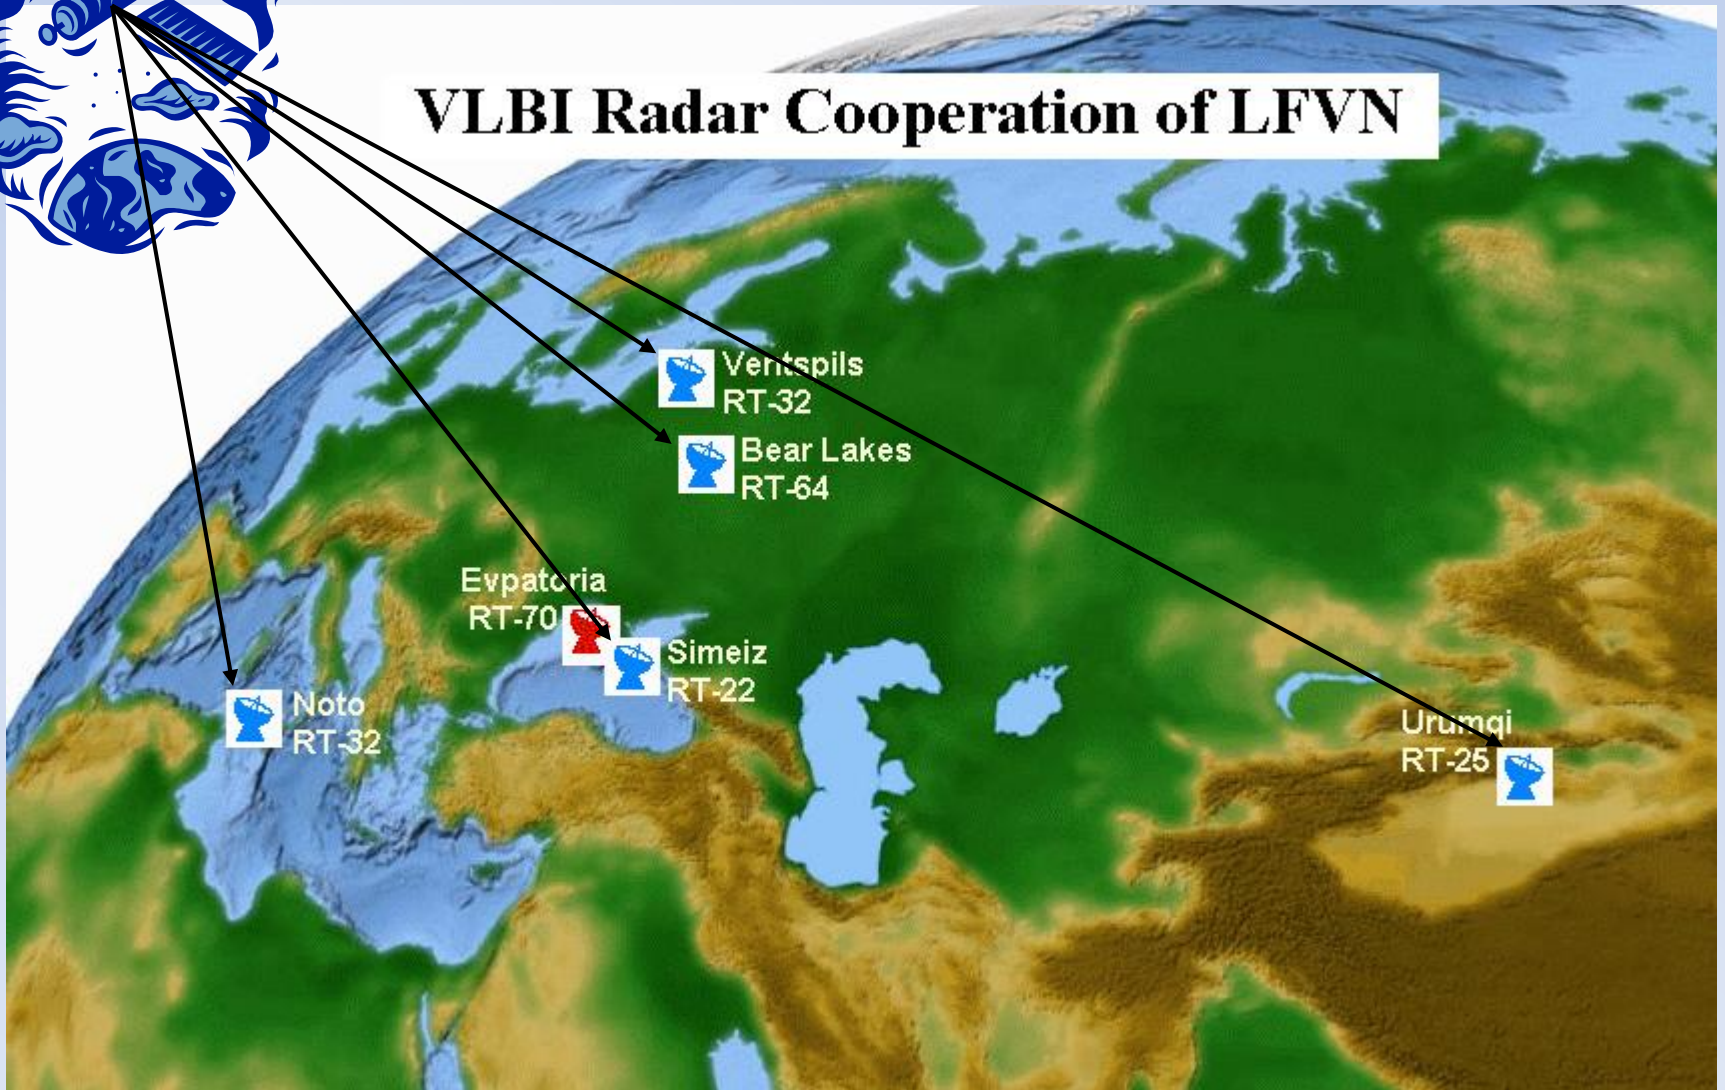 VLBI Radar Cooperation of LFVN
Ventspils
RT-32
Bear Lakes
RT-64
Evpatoria
RT-70
Simeiz
RT-22
Noto
RT-32
Urumqi
RT-25